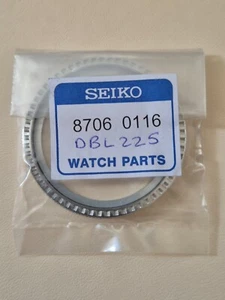 SEIKO
8706 0116
DBL225
WATCH PARTS